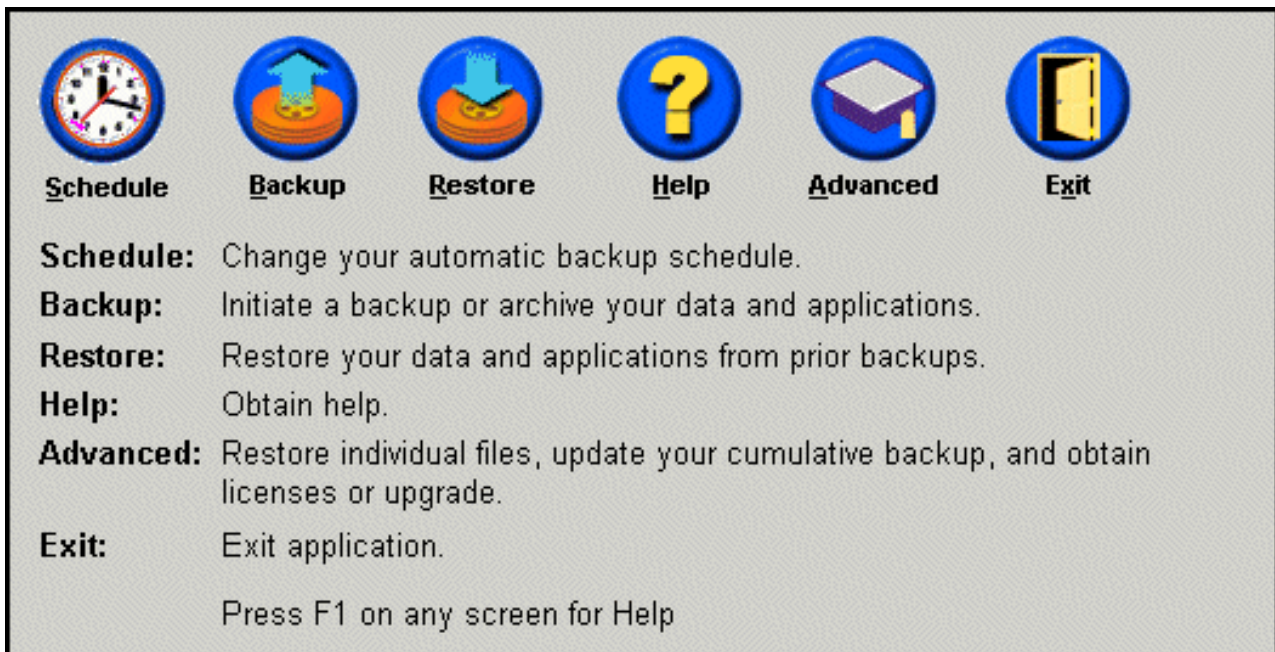 Schedule Backup Restore Help Advanced Exit
Schedule: Change your automatic backup schedule.
Backup: Initiate a backup or archive your data and applications.
Restore: Restore your data and applications from prior backups.
Help: Obtain help.
Advanced: Restore individual files, update your cumulative backup, and obtain
licenses or upgrade.
Exit: Exit application.
Press F1 on any screen for Help